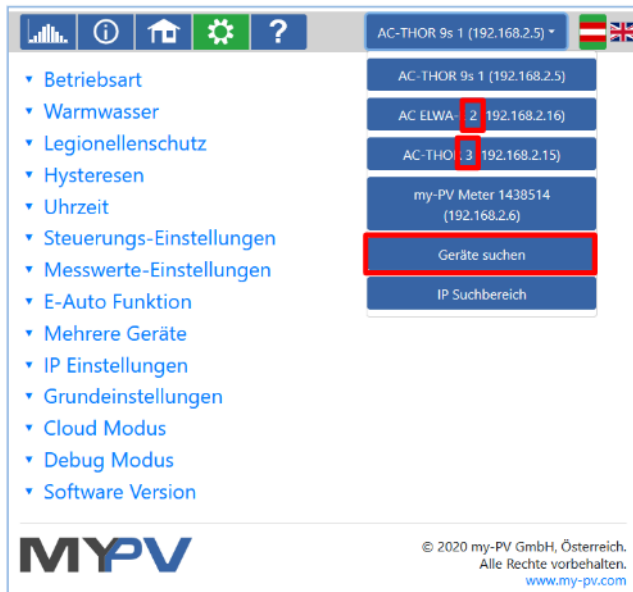 ?
AC-THOR 9s 1 (192.168.2.5)
AC-THOR 9s 1 (192.168.2.5)
AC ELWA- 2 (192.168.2.16)
AC-THOR 3 (192.168.2.15)
my-PV Meter 1438514
(192.168.2.6)
Geräte suchen
IP Suchbereich
Betriebsart
Warmwasser
Legionellenschutz
Hysteresen
Uhrzeit
Steuerungs-Einstellungen
Messwerte-Einstellungen
E-Auto Funktion
Mehrere Geräte
IP Einstellungen
Grundeinstellungen
Cloud Modus
Debug Modus
Software Version
MYPV
© 2020 my-PV GmbH, Österreich.
Alle Rechte vorbehalten.
www.my-pv.com